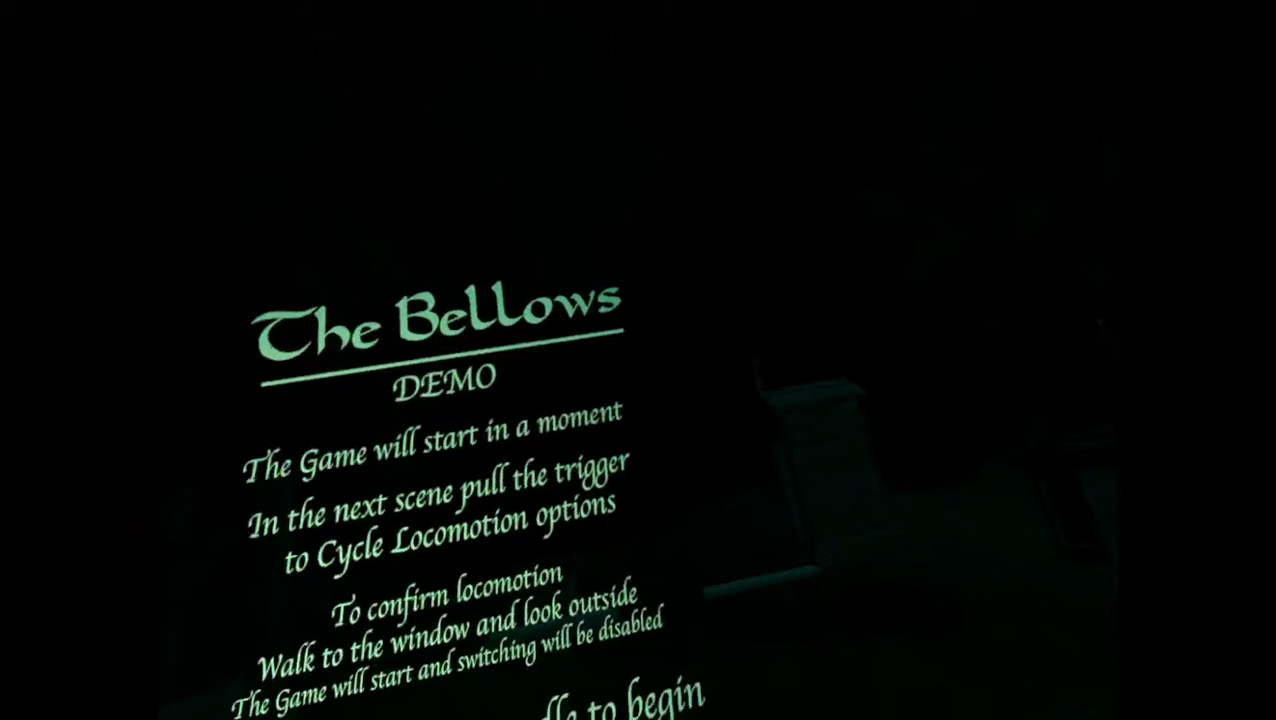 The Bellows
DEMO
The Game will start in a moment
In the next scene pull the trigger
to Cycle Locomotion options
To confirm locomotion
Walk to the window and look outside
The Game will start and switching will be disabled
to begin